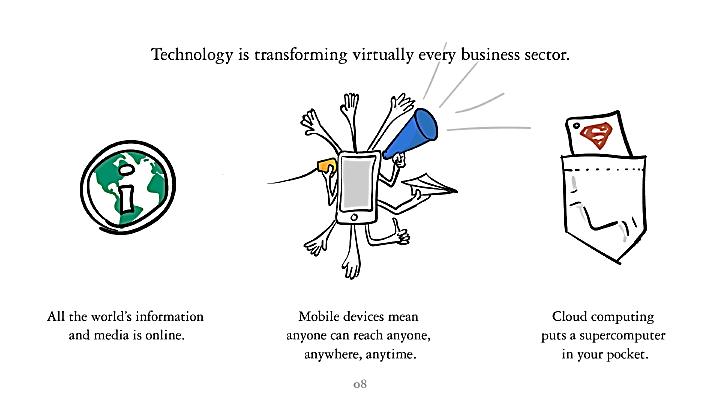 Technology is transforming virtually every business sector.
i
All the world's information
and media is online.
Mobile devices mean
anyone can reach anyone,
anywhere, anytime.
S
Cloud computing
puts a supercomputer
in your pocket.
08